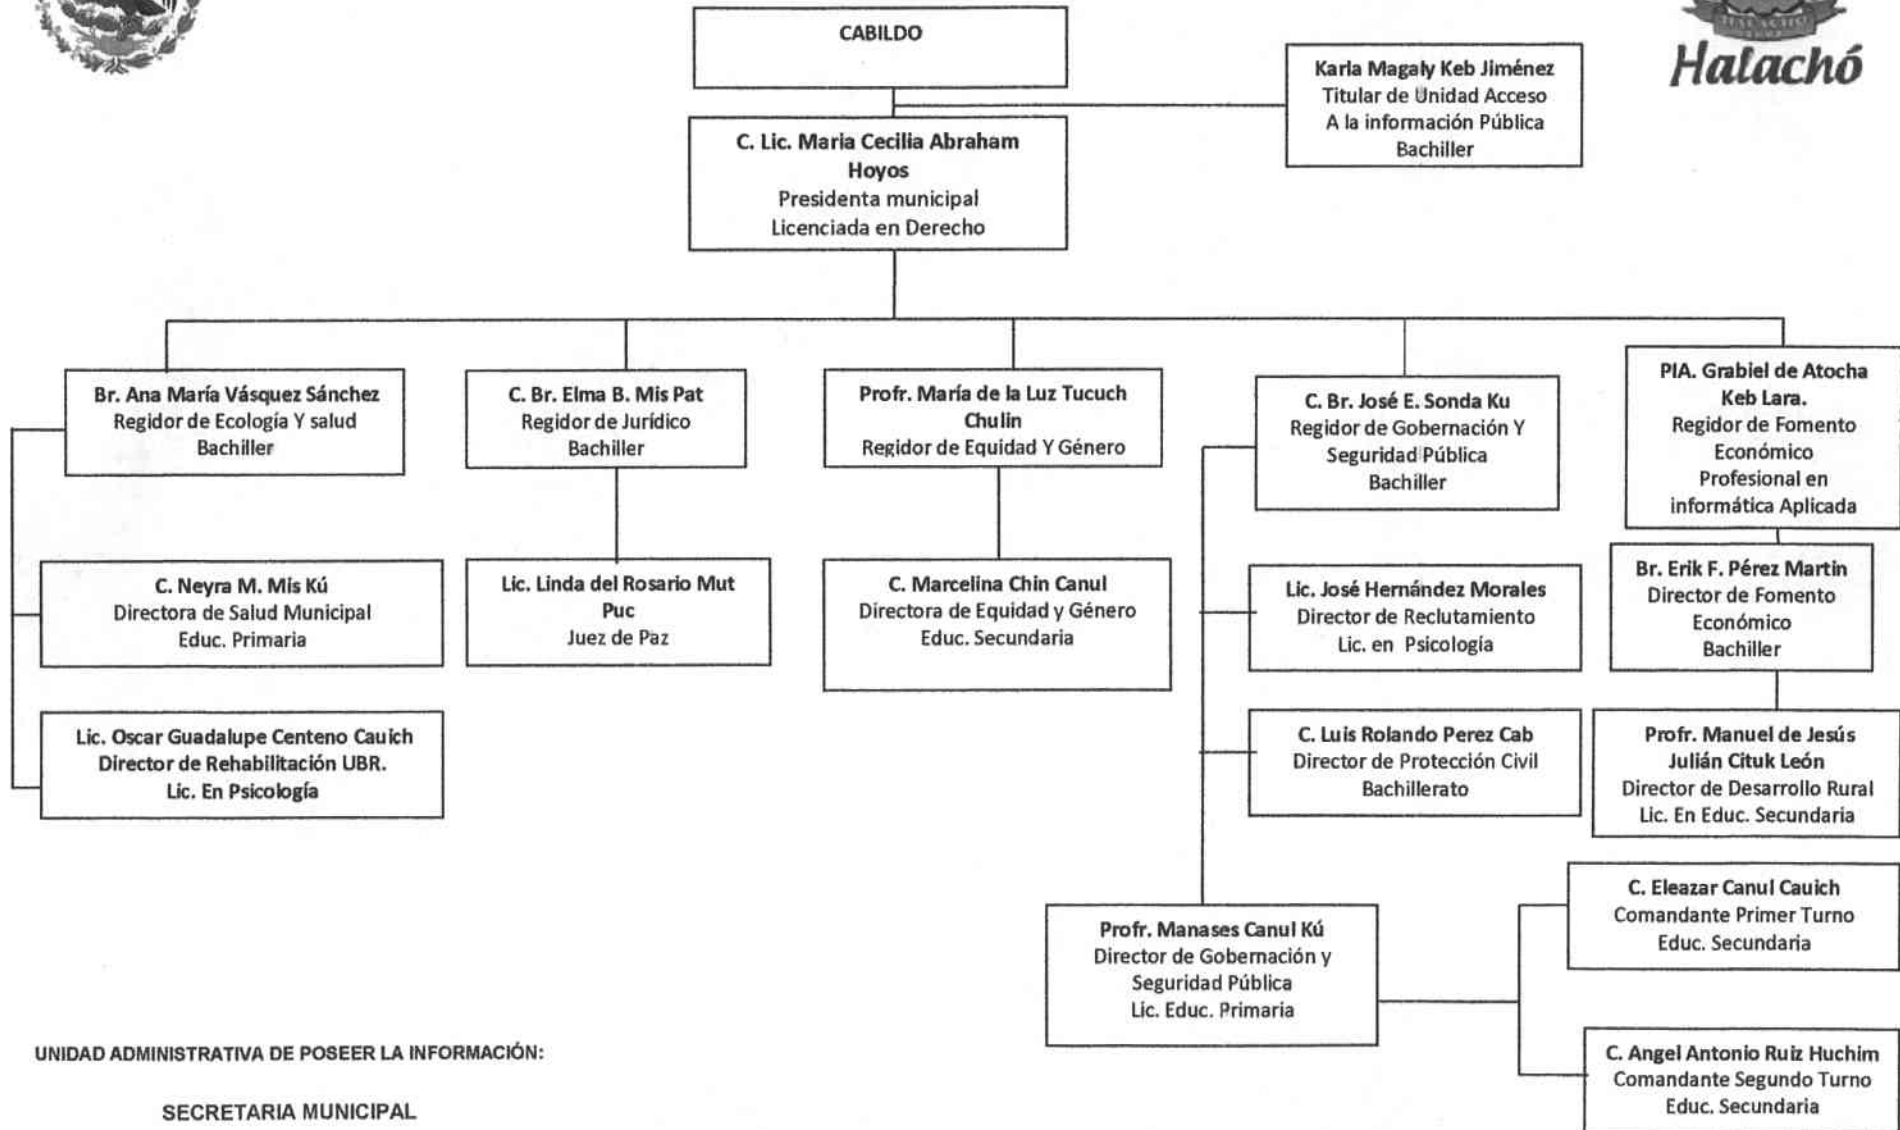 CABILDO
HALACHO
Halachó
Karla Magaly Keb Jiménez
Titular de Unidad Acceso
A la información Pública
Bachiller
C. Lic. Maria Cecilia Abraham
Hoyos
Presidenta municipal
Licenciada en Derecho
Br. Ana María Vásquez Sánchez
Regidor de Ecología Y salud
Bachiller
C. Br. Elma B. Mis Pat
Regidor de Jurídico
Bachiller
Profr. María de la Luz Tucuch
Chulin
Regidor de Equidad Y Género
C. Br. José E. Sonda Ku
Regidor de Gobernación Y
Seguridad Pública
Bachiller
PIA. Grabiel de Atocha
Keb Lara.
Regidor de Fomento
Económico
Profesional en
informática Aplicada
C. Neyra M. Mis Kú
Directora de Salud Municipal
Educ. Primaria
Lic. Linda del Rosario Mut
Puc
Juez de Paz
C. Marcelina Chin Canul
Directora de Equidad y Género
Educ. Secundaria
Lic. José Hernández Morales
Director de Reclutamiento
Lic. en Psicología
Br. Erik F. Pérez Martin
Director de Fomento
Económico
Bachiller
Lic. Oscar Guadalupe Centeno Cauich
Director de Rehabilitación UBR.
Lic. En Psicología
C. Luis Rolando Perez Cab
Director de Protección Civil
Bachillerato
Profr. Manuel de Jesús
Julián Cituk León
Director de Desarrollo Rural
Lic. En Educ. Secundaria
Profr. Manases Canul Kú
Director de Gobernación y
Seguridad Pública
Lic. Educ. Primaria
C. Eleazar Canul Cauich
Comandante Primer Turno
Educ. Secundaria
C. Angel Antonio Ruiz Huchim
Comandante Segundo Turno
Educ. Secundaria
UNIDAD ADMINISTRATIVA DE POSEER LA INFORMACIÓN:
SECRETARIA MUNICIPAL